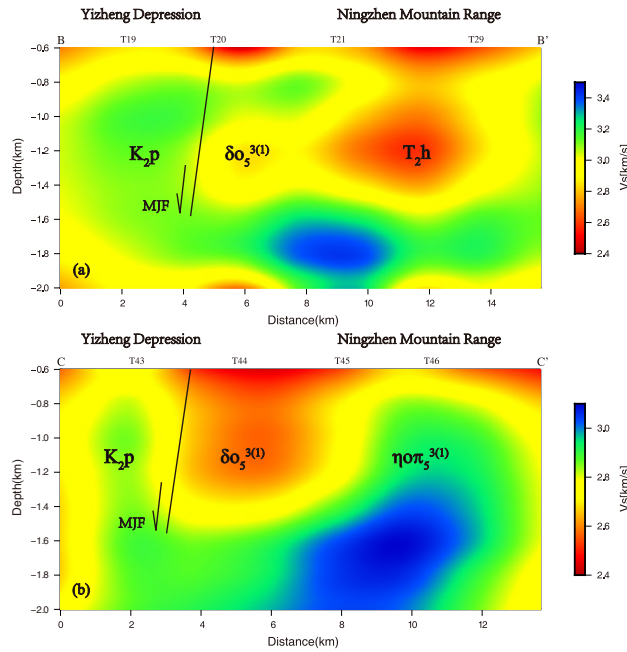 Yizheng Depression Ningzhen Mountain Range
B T19 T20 T21 T29 B'
-0.6
-0.8
-1.0
-1.2
-1.4
-1.6
-1.8
-2.0
Depth(km)
K₂p δo₅³⁽¹⁾ T₂h
MJF
(a)
0 2 4 6 8 10 12 14
Distance(km)
3.4
3.2
3.0
2.8
2.6
2.4
Vs(km/s)
Yizheng Depression Ningzhen Mountain Range
C T43 T44 T45 T46 C'
-0.6
-0.8
-1.0
-1.2
-1.4
-1.6
-1.8
-2.0
Depth(km)
K₂p δo₅³⁽¹⁾ ηοπ₅³⁽¹⁾
MJF
(b)
0 2 4 6 8 10 12
Distance(km)
3.0
2.8
2.6
2.4
Vs(km/s)